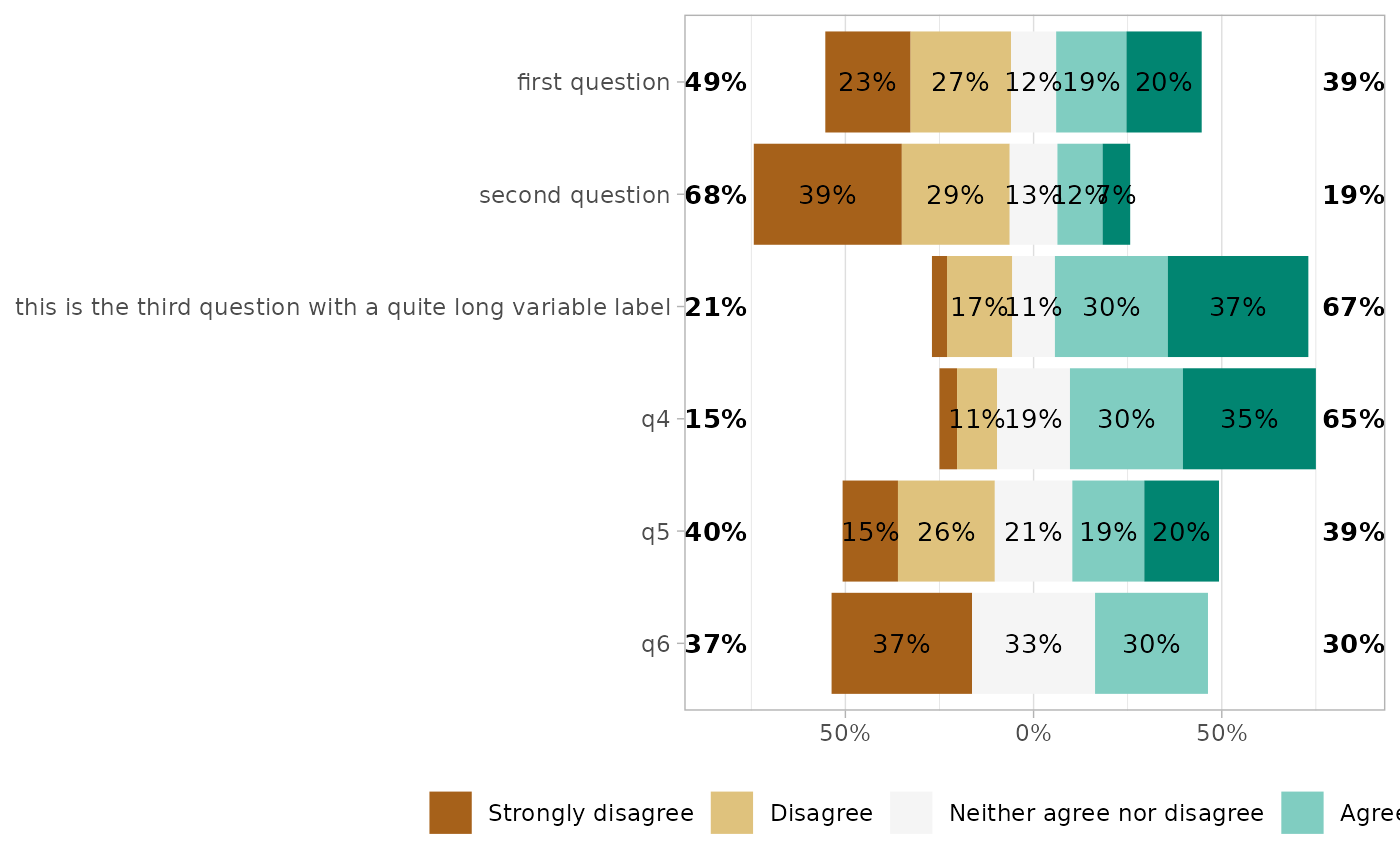 first question 49% 23% 27% 12% 19% 20% 39%
second question 68% 39% 29% 13% 12% 7% 19%
this is the third question with a quite long variable label 21% 17% 11% 30% 37% 67%
q4 15% 11% 19% 30% 35% 65%
q5 40% 15% 26% 21% 19% 20% 39%
q6 37% 37% 33% 30% 30%
50% 0% 50%
Strongly disagree Disagree Neither agree nor disagree Agre